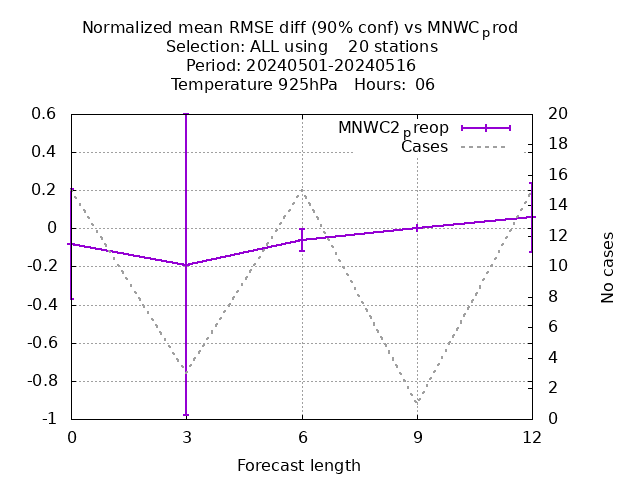 Normalized mean RMSE diff (90% conf) vs MNWCprod
Selection: ALL using 20 stations
Period: 20240501-20240516
Temperature 925hPa Hours: 06
MNWC2preop
Cases
0.6
0.4
0.2
0
-0.2
-0.4
-0.6
-0.8
-1
20
18
16
14
12
10
8
6
4
2
0
No cases
0 3 6 9 12
Forecast length